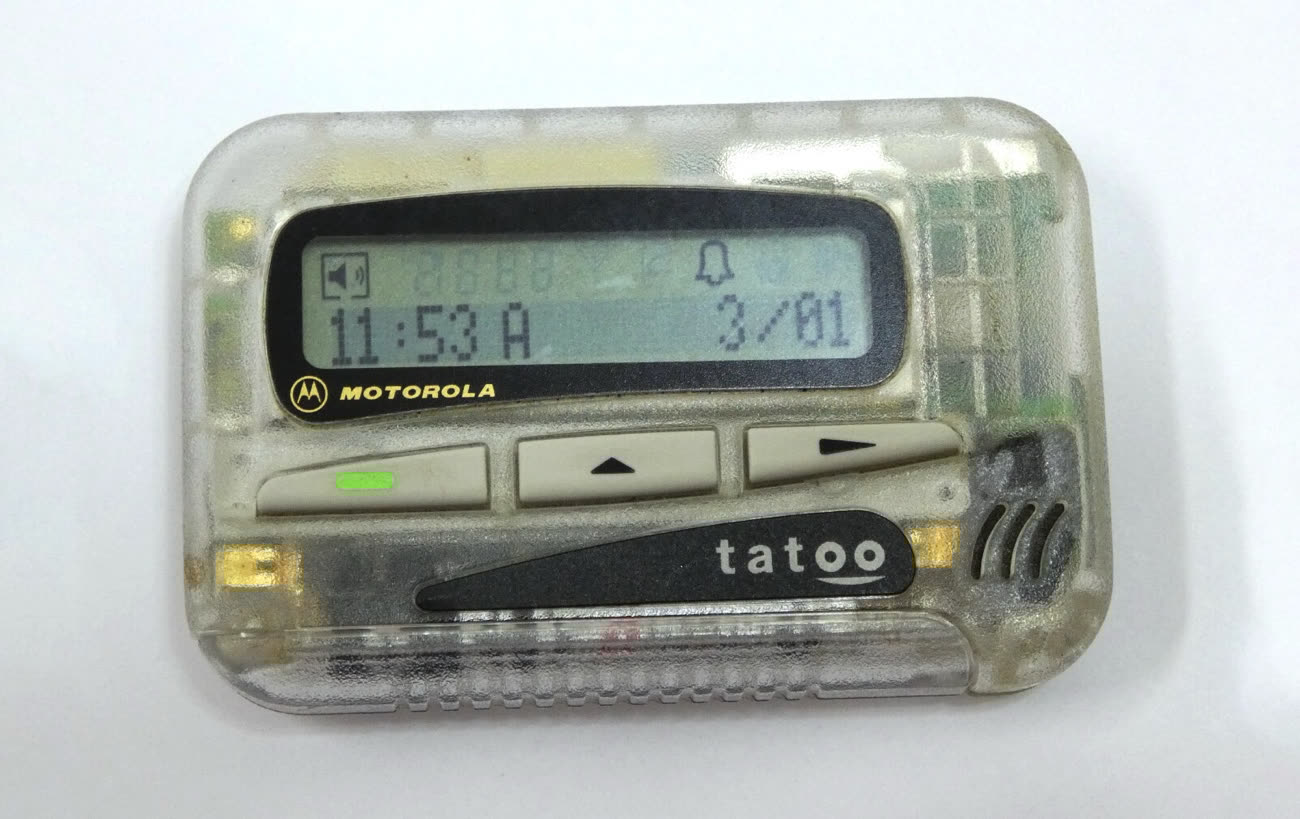 11:53 A 3/01
MOTOROLA
tatoo